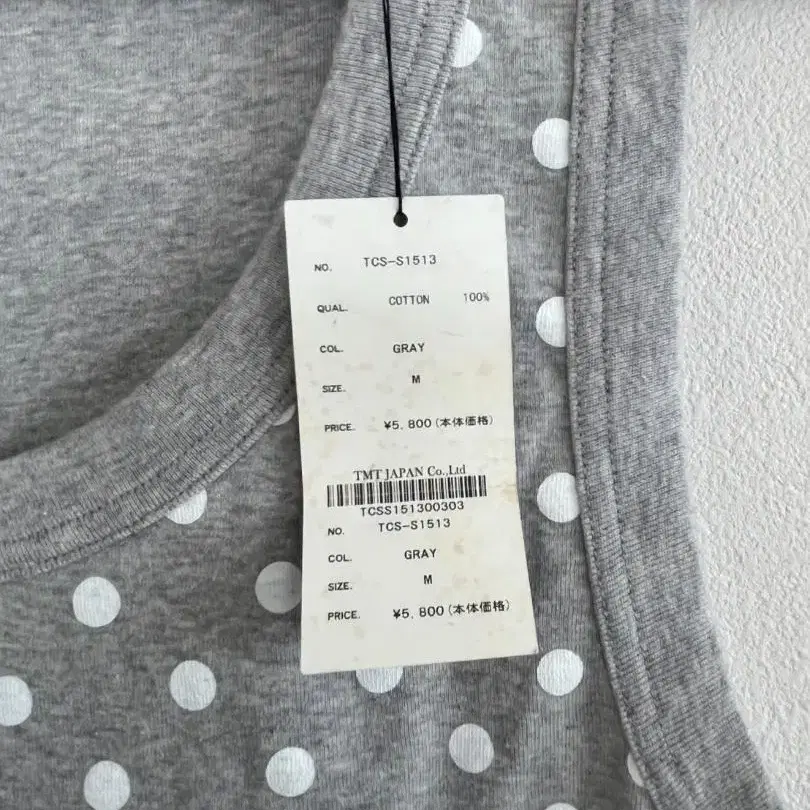 NO. TCS-S1513
QUAL. COTTON 100%
COL. GRAY
SIZE. M
PRICE. ¥5,800(本体価格)
TMT JAPAN Co.,Ltd
TCSS151300303
NO. TCS-S1513
COL. GRAY
SIZE. M
PRICE. ¥5,800(本体価格)